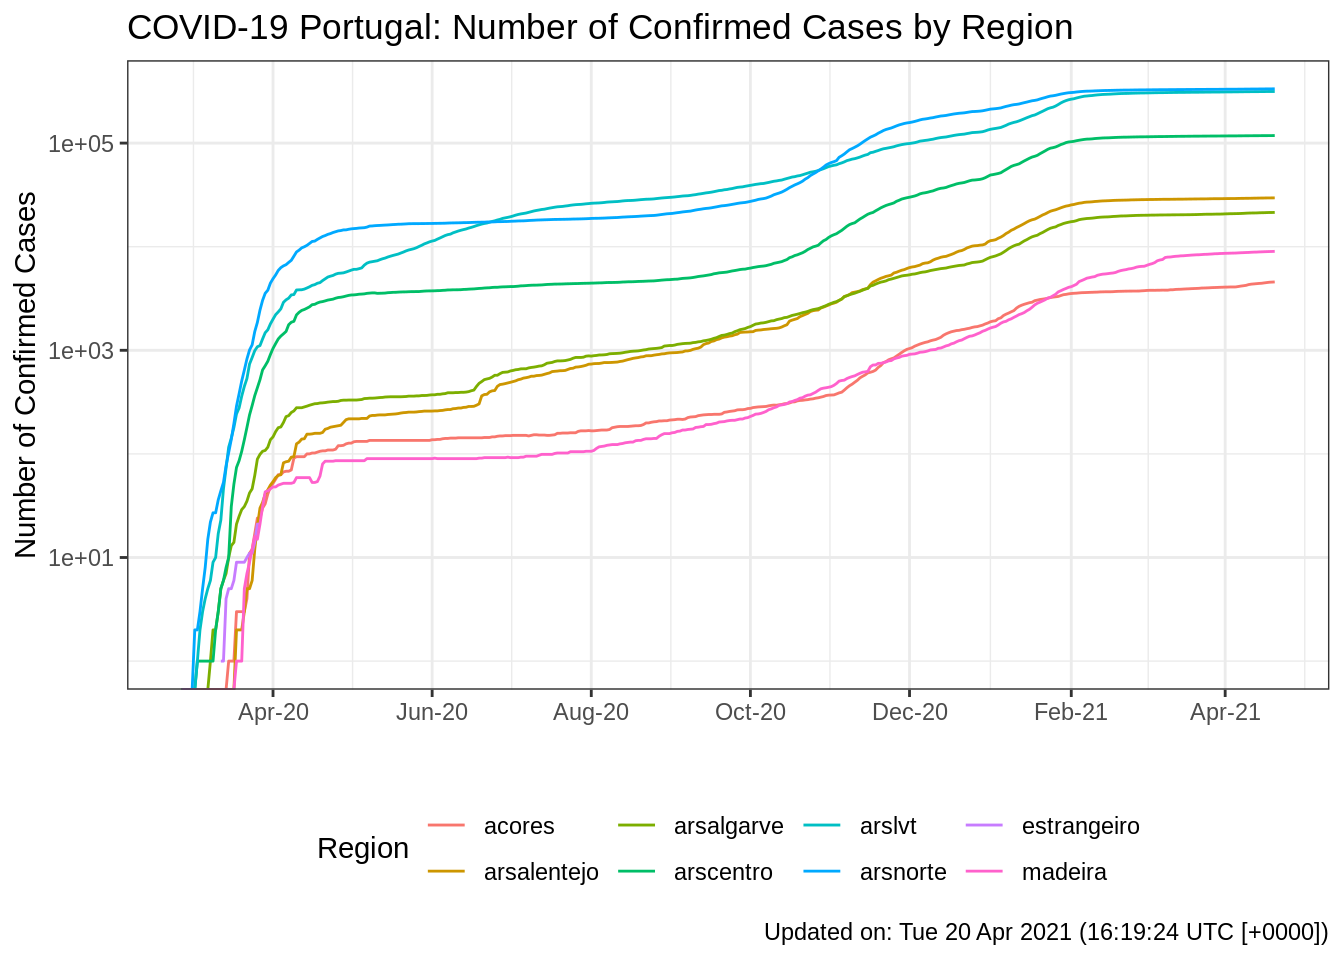 COVID-19 Portugal: Number of Confirmed Cases by Region
Number of Confirmed Cases
1e+05
1e+03
1e+01
Apr-20 Jun-20 Aug-20 Oct-20 Dec-20 Feb-21 Apr-21
Region
acores arsalgarve arslvt estrangeiro
arsalentejo arscentro arsnorte madeira
Updated on: Tue 20 Apr 2021 (16:19:24 UTC [+0000])